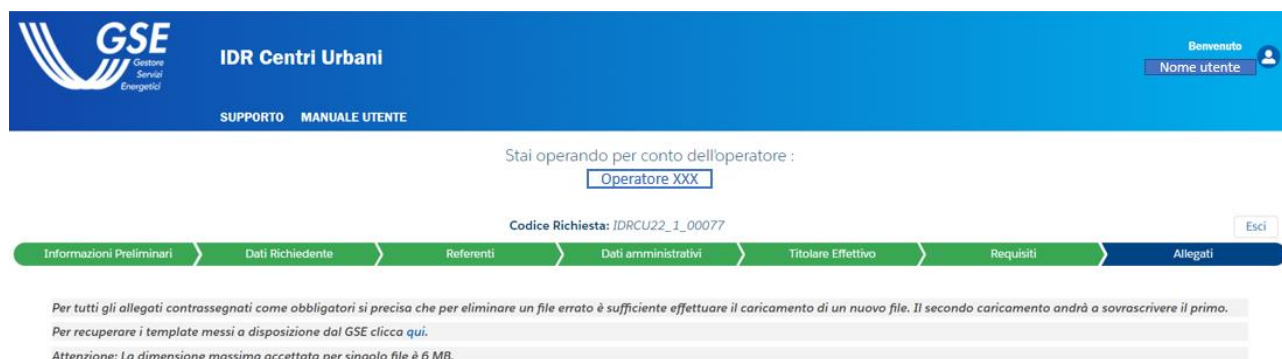 GSE
Gestore
Servizi
Energetici
IDR Centri Urbani
Benvenuto
Nome utente
SUPPORTO MANUALE UTENTE
Stai operando per conto dell'operatore :
Operatore XXX
Codice Richiesta: IDRCU22_1_00077
Esci
Informazioni Preliminari Dati Richiedente Referenti Dati amministrativi Titolare Effettivo Requisiti Allegati
Per tutti gli allegati contrassegnati come obbligatori si precisa che per eliminare un file errato è sufficiente effettuare il caricamento di un nuovo file. Il secondo caricamento andrà a sovrascrivere il primo.
Per recuperare i template messi a disposizione dal GSE clicca qui.
Attenzione: La dimensione massima accettata per singolo file è 6 MB.